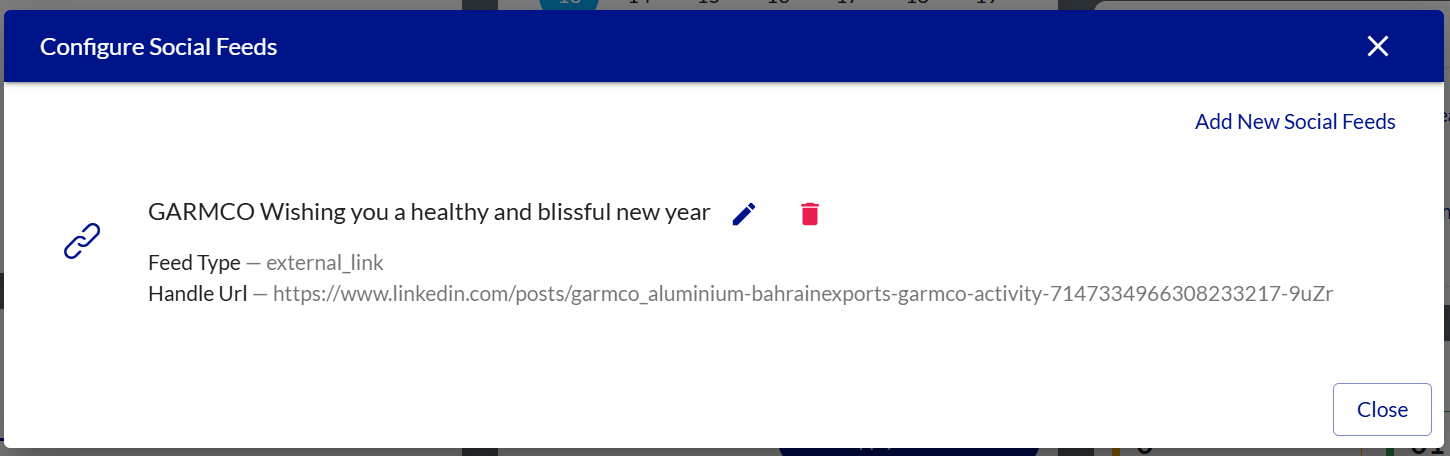 Configure Social Feeds
Add New Social Feeds
GARMCO Wishing you a healthy and blissful new year
Feed Type — external_link
Handle Url — https://www.linkedin.com/posts/garmco_aluminium-bahrainexports-garmco-activity-7147334966308233217-9uZr
Close